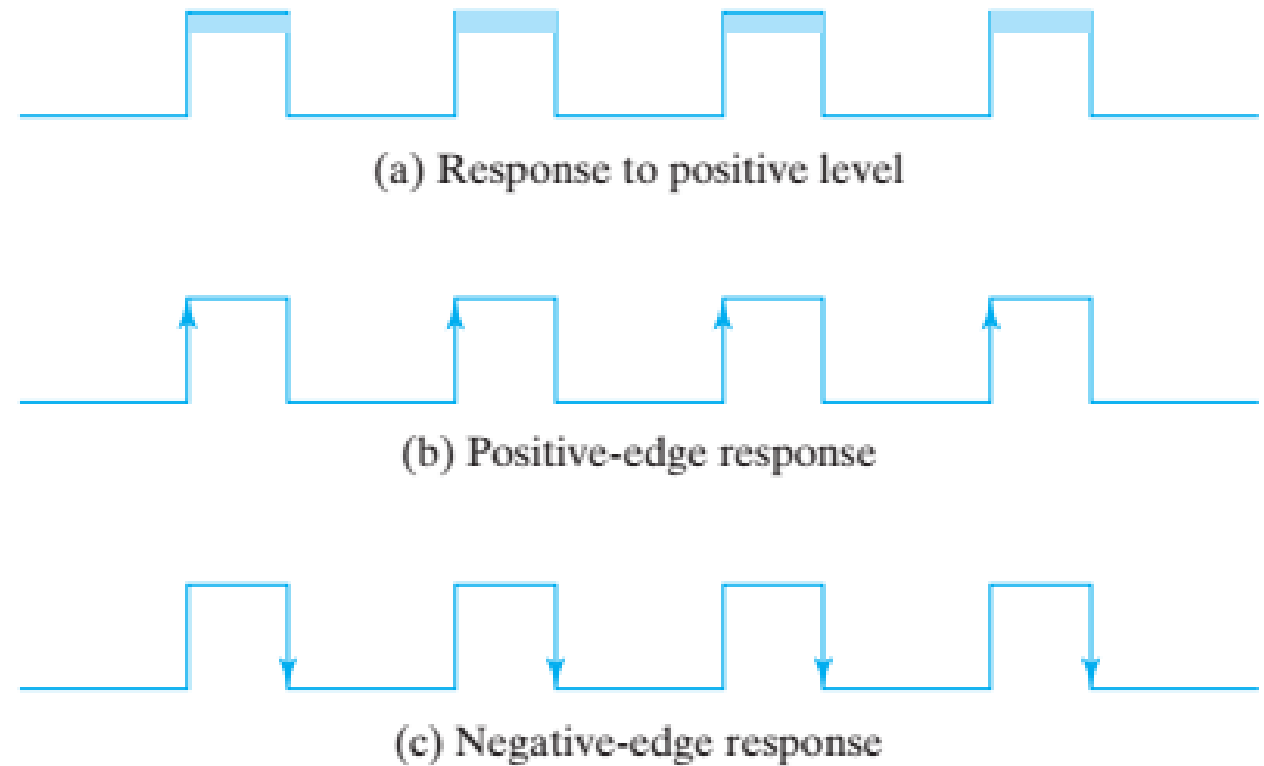 (a) Response to positive level
(b) Positive-edge response
(c) Negative-edge response